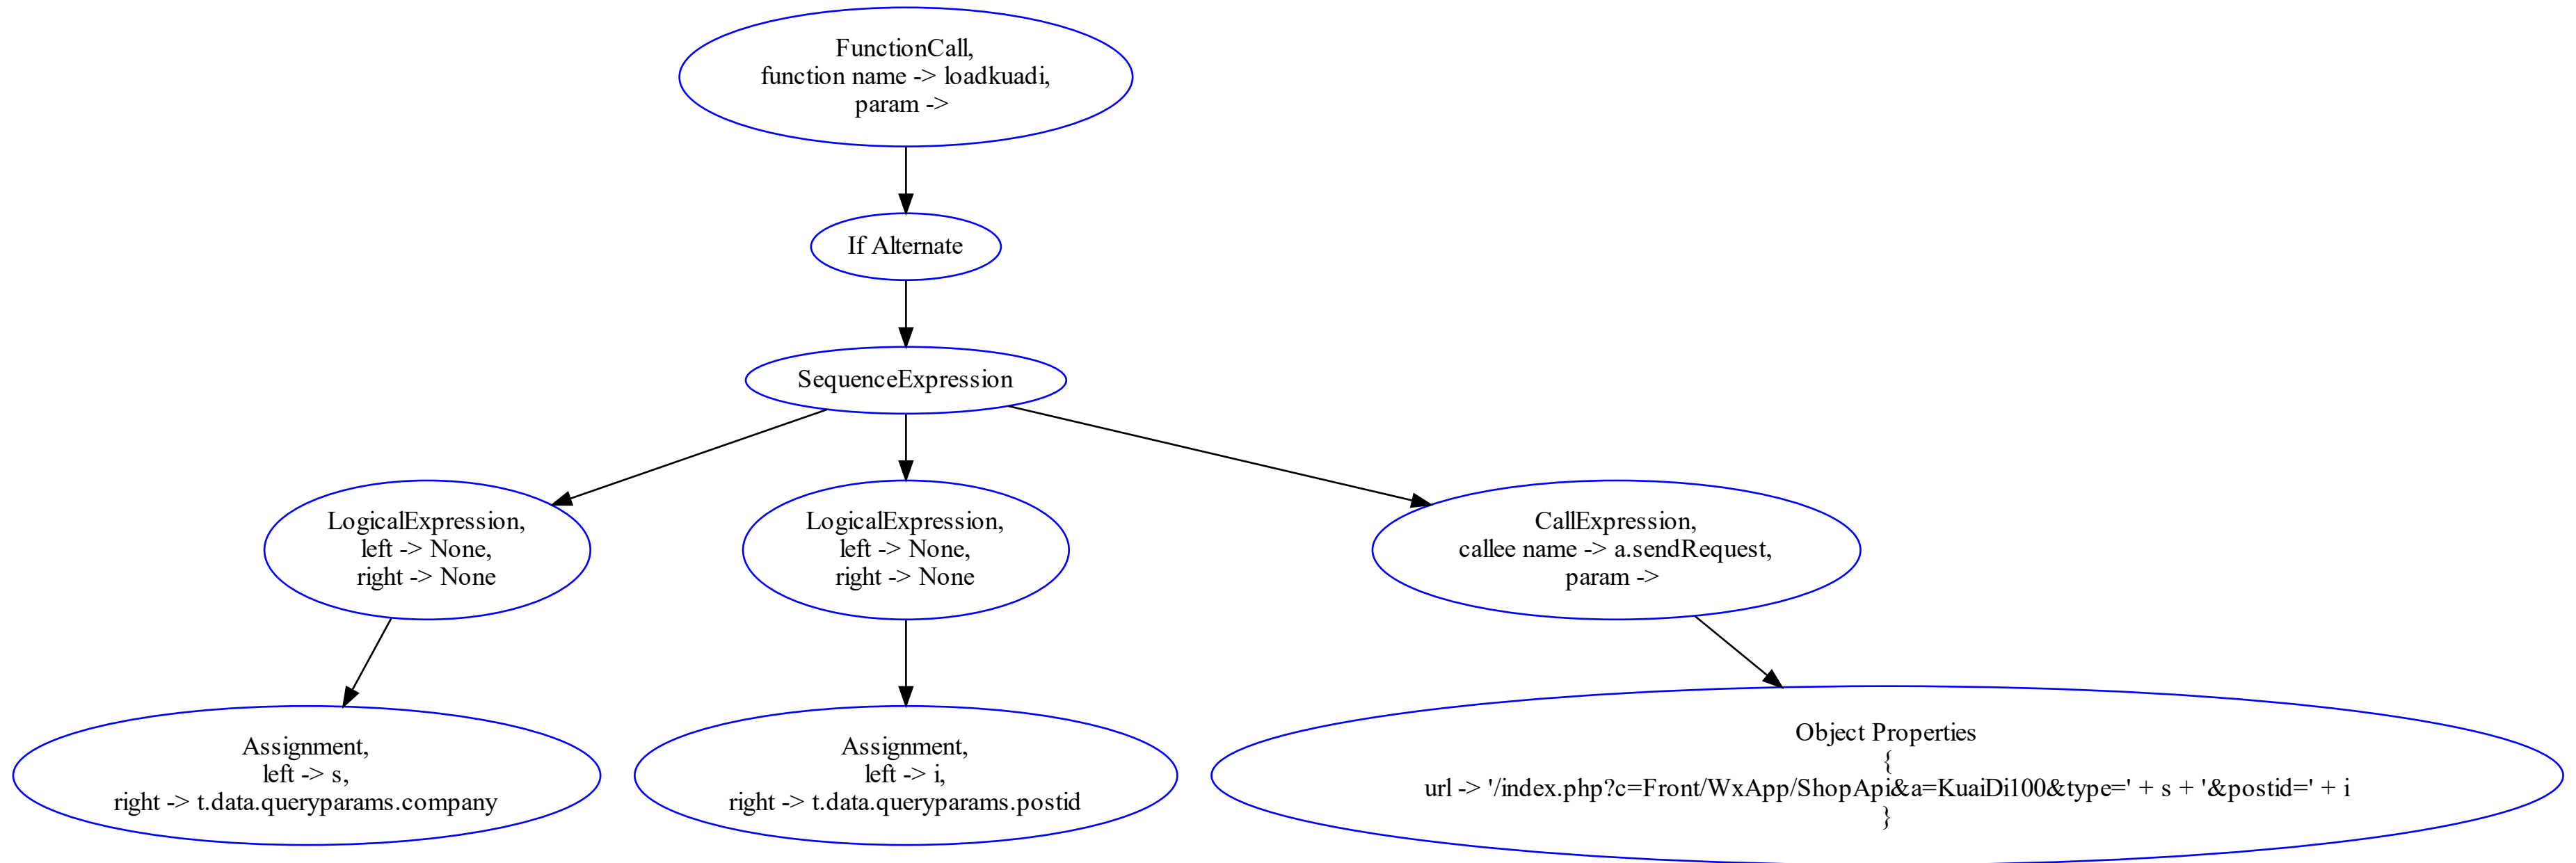 FunctionCall,
function name -> loadkuadi,
param ->
If Alternate
SequenceExpression
LogicalExpression,
left -> None,
right -> None
LogicalExpression,
left -> None,
right -> None
CallExpression,
callee name -> a.sendRequest,
param ->
Assignment,
left -> s,
right -> t.data.queryparams.company
Assignment,
left -> i,
right -> t.data.queryparams.postid
Object Properties
{
url -> '/index.php?c=Front/WxApp/ShopApi&a=KuaiDi100&type=' + s + '&postid=' + i
}